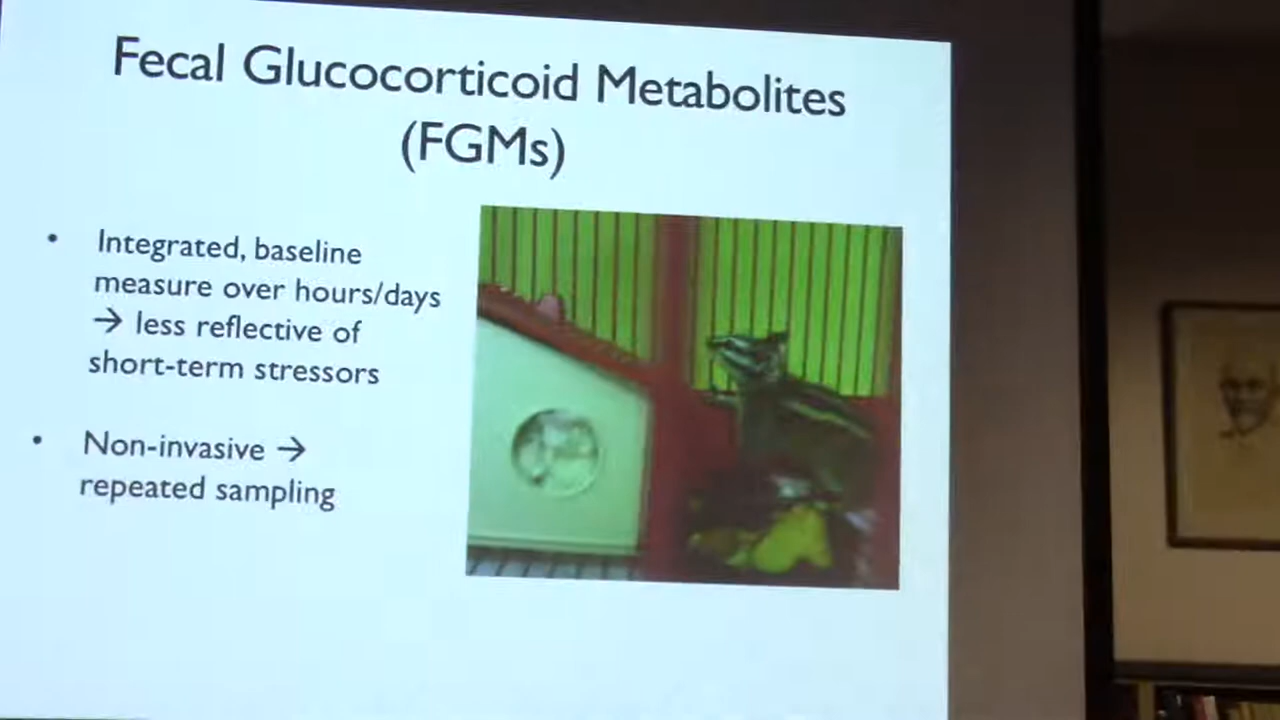 Fecal Glucocorticoid Metabolites
(FGMs)
• Integrated, baseline
measure over hours/days
→ less reflective of
short-term stressors
• Non-invasive →
repeated sampling